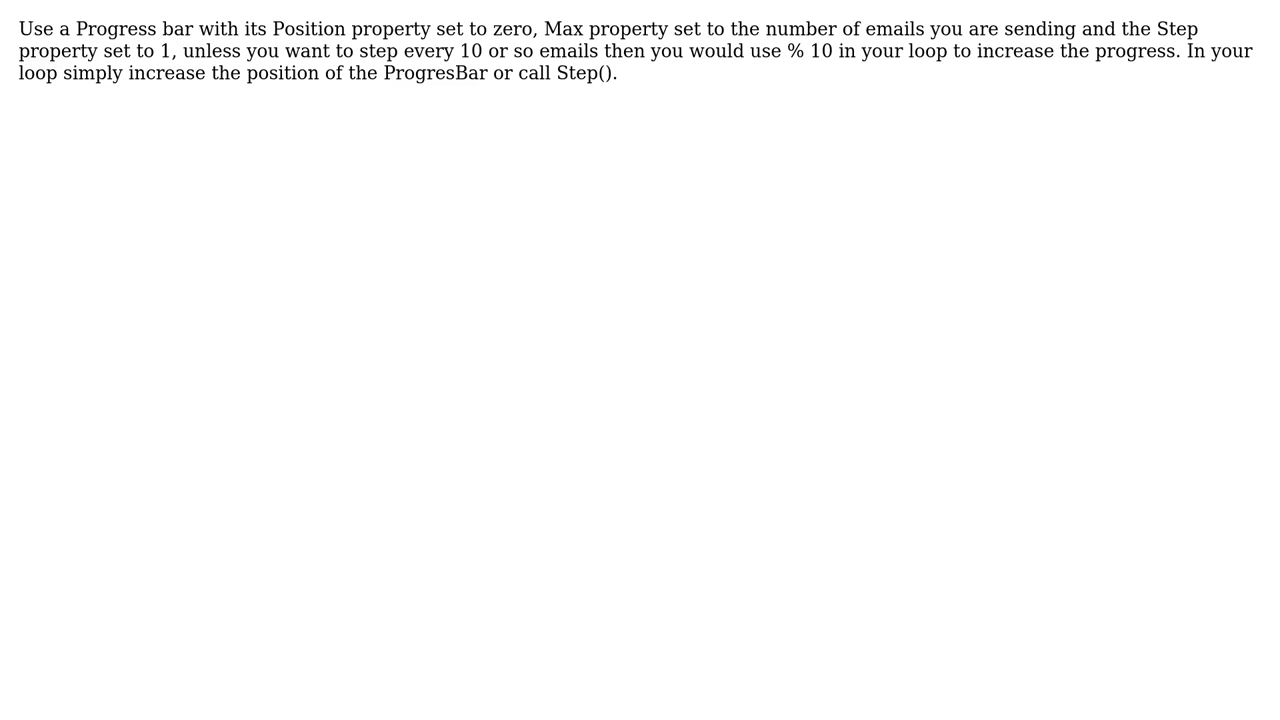 Use a Progress bar with its Position property set to zero, Max property set to the number of emails you are sending and the Step
property set to 1, unless you want to step every 10 or so emails then you would use % 10 in your loop to increase the progress. In your
loop simply increase the position of the ProgresBar or call Step().